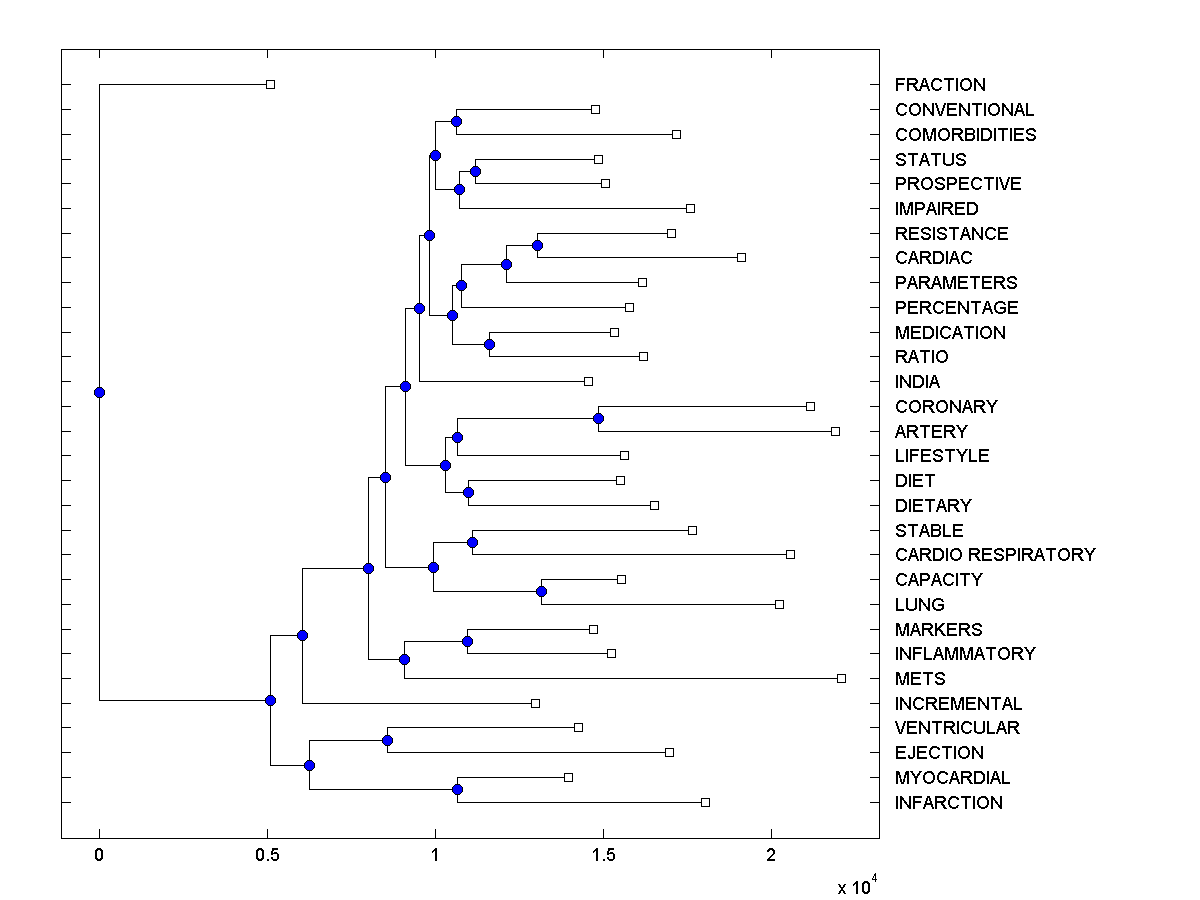 FRACTION
CONVENTIONAL
COMORBIDITIES
STATUS
PROSPECTIVE
IMPAIRED
RESISTANCE
CARDIAC
PARAMETERS
PERCENTAGE
MEDICATION
RATIO
INDIA
CORONARY
ARTERY
LIFESTYLE
DIET
DIETARY
STABLE
CARDIO RESPIRATORY
CAPACITY
LUNG
MARKERS
INFLAMMATORY
METS
INCREMENTAL
VENTRICULAR
EJECTION
MYOCARDIAL
INFARCTION
0 0.5 1 1.5 2
x 10^4